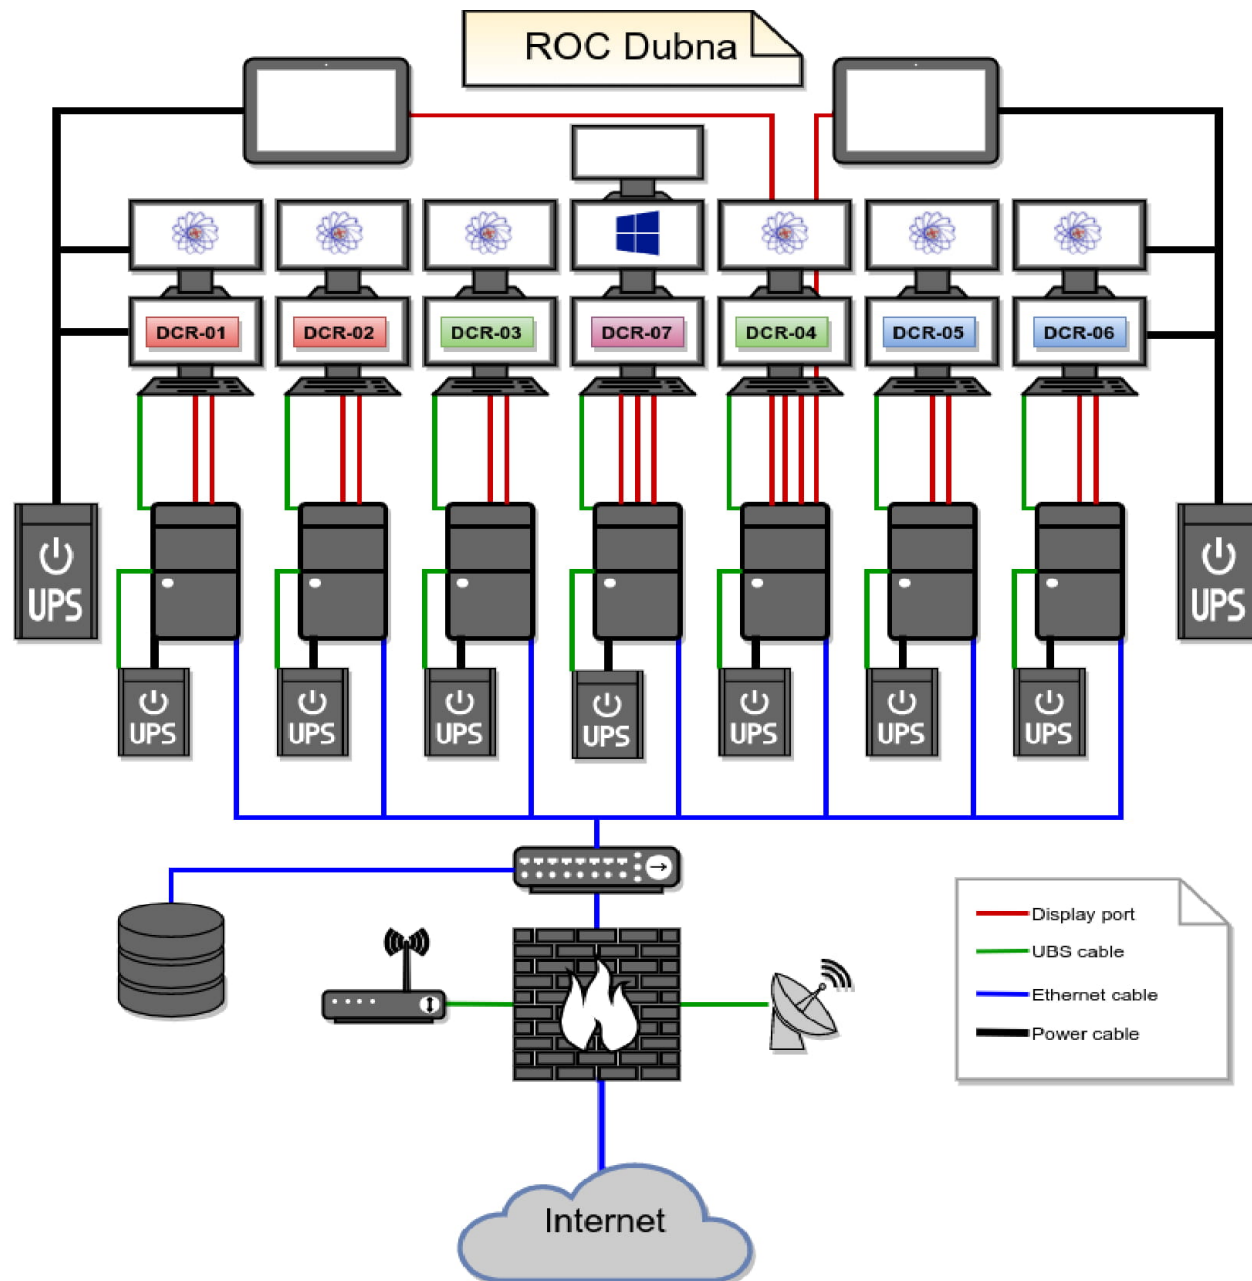 ROC Dubna
DCR-01
DCR-02
DCR-03
DCR-07
DCR-04
DCR-05
DCR-06
UPS
UPS
UPS
UPS
UPS
UPS
UPS
UPS
UPS
Display port
UBS cable
Ethernet cable
Power cable
Internet